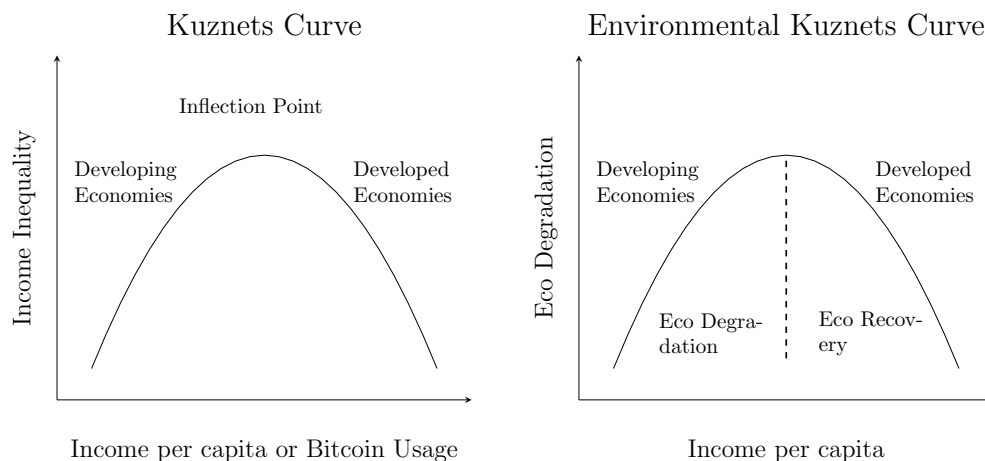 Kuznets Curve
Inflection Point
Developing
Economies
Developed
Economies
Income Inequality
Income per capita or Bitcoin Usage
Environmental Kuznets Curve
Developing
Economies
Developed
Economies
Eco Degra-
dation
Eco Recov-
ery
Eco Degradation
Income per capita